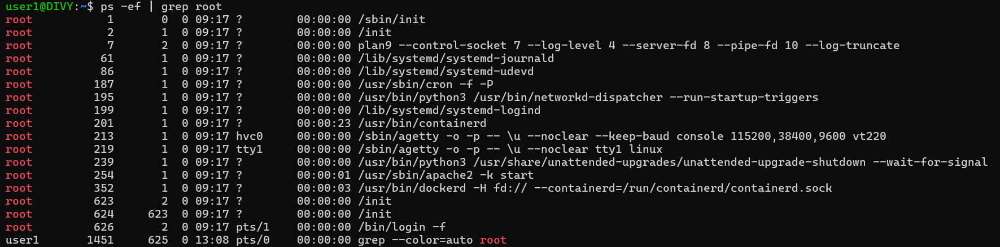 user1@DIVY:~$ ps -ef | grep root
root           1       0  0 09:17 ?        00:00:00 /sbin/init
root           2       1  0 09:17 ?        00:00:00 /init
root           7       2  0 09:17 ?        00:00:00 plan9 --control-socket 7 --log-level 4 --server-fd 8 --pipe-fd 10 --log-truncate
root          61       1  0 09:17 ?        00:00:00 /lib/systemd/systemd-journald
root          86       1  0 09:17 ?        00:00:00 /lib/systemd/systemd-udevd
root         187       1  0 09:17 ?        00:00:00 /usr/sbin/cron -f -P
root         195       1  0 09:17 ?        00:00:00 /usr/bin/python3 /usr/bin/networkd-dispatcher --run-startup-triggers
root         199       1  0 09:17 ?        00:00:00 /lib/systemd/systemd-logind
root         201       1  0 09:17 ?        00:00:23 /usr/bin/containerd
root         213       1  0 09:17 hvc0     00:00:00 /sbin/agetty -o -p -- \u --noclear --keep-baud console 115200,38400,9600 vt220
root         219       1  0 09:17 tty1     00:00:00 /sbin/agetty -o -p -- \u --noclear tty1 linux
root         239       1  0 09:17 ?        00:00:00 /usr/bin/python3 /usr/share/unattended-upgrades/unattended-upgrade-shutdown --wait-for-signal
root         254       1  0 09:17 ?        00:00:01 /usr/sbin/apache2 -k start
root         352       1  0 09:17 ?        00:00:03 /usr/bin/dockerd -H fd:// --containerd=/run/containerd/containerd.sock
root         623       2  0 09:17 ?        00:00:00 /init
root         624     623  0 09:17 ?        00:00:00 /init
root         626       2  0 09:17 pts/1    00:00:00 /bin/login -f
user1       1451     625  0 13:08 pts/0    00:00:00 grep --color=auto root